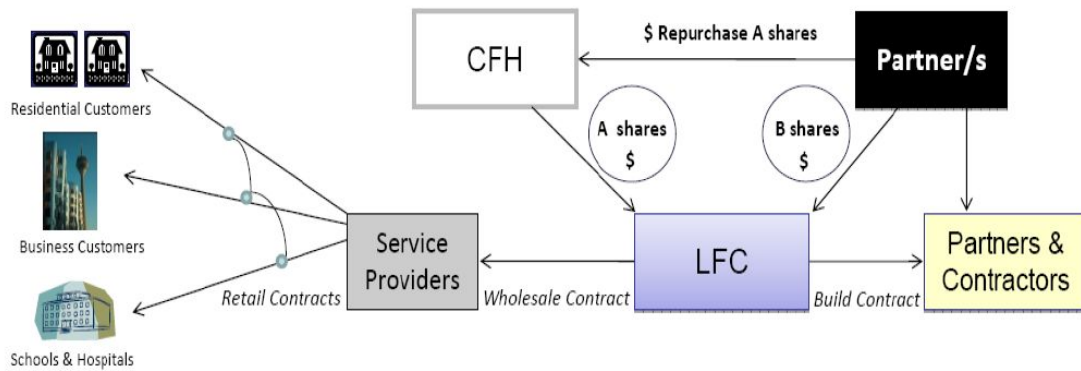 Residential Customers
Business Customers
Schools & Hospitals
CFH
$ Repurchase A shares
Partner/s
A shares
$
B shares
$
Service
Providers
LFC
Partners &
Contractors
Retail Contracts
Wholesale Contract
Build Contract